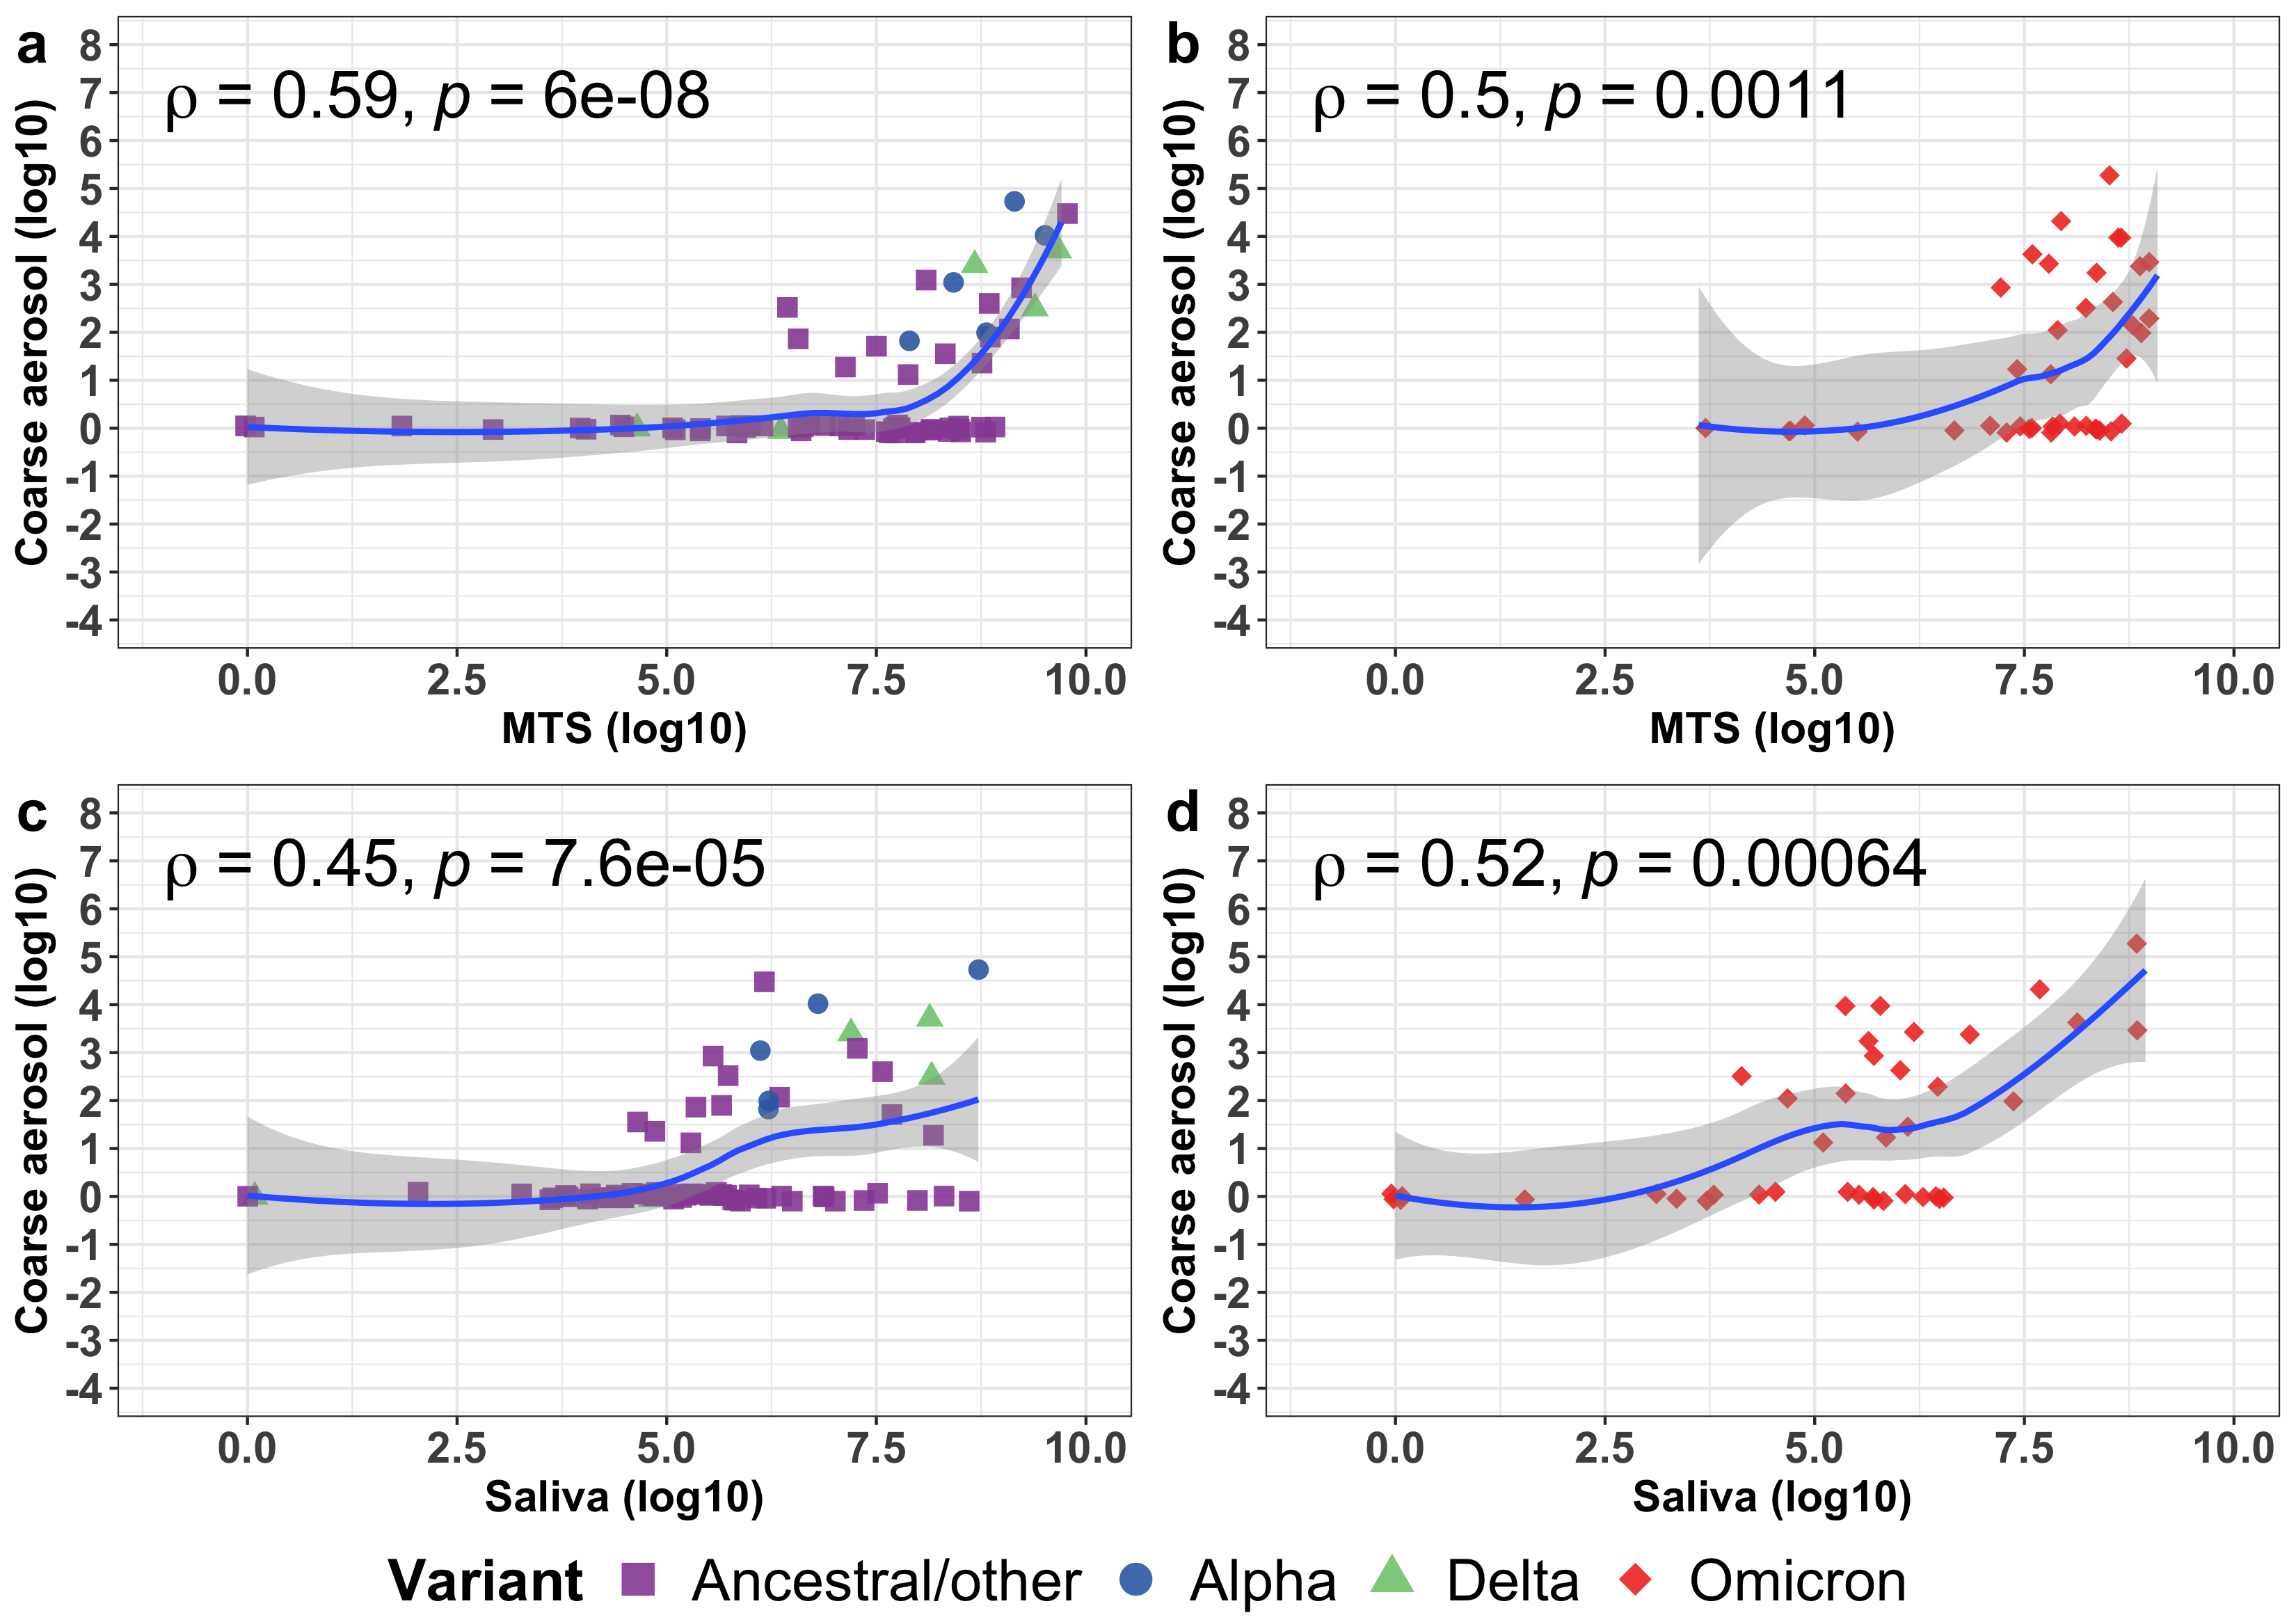 a
ρ = 0.59, p = 6e-08
Coarse aerosol (log10)
8
7
6
5
4
3
2
1
0
-1
-2
-3
-4
0.0 2.5 5.0 7.5 10.0
MTS (log10)
b
ρ = 0.5, p = 0.0011
Coarse aerosol (log10)
8
7
6
5
4
3
2
1
0
-1
-2
-3
-4
0.0 2.5 5.0 7.5 10.0
MTS (log10)
c
ρ = 0.45, p = 7.6e-05
Coarse aerosol (log10)
8
7
6
5
4
3
2
1
0
-1
-2
-3
-4
0.0 2.5 5.0 7.5 10.0
Saliva (log10)
d
ρ = 0.52, p = 0.00064
Coarse aerosol (log10)
8
7
6
5
4
3
2
1
0
-1
-2
-3
-4
0.0 2.5 5.0 7.5 10.0
Saliva (log10)
Variant Ancestral/other Alpha Delta Omicron